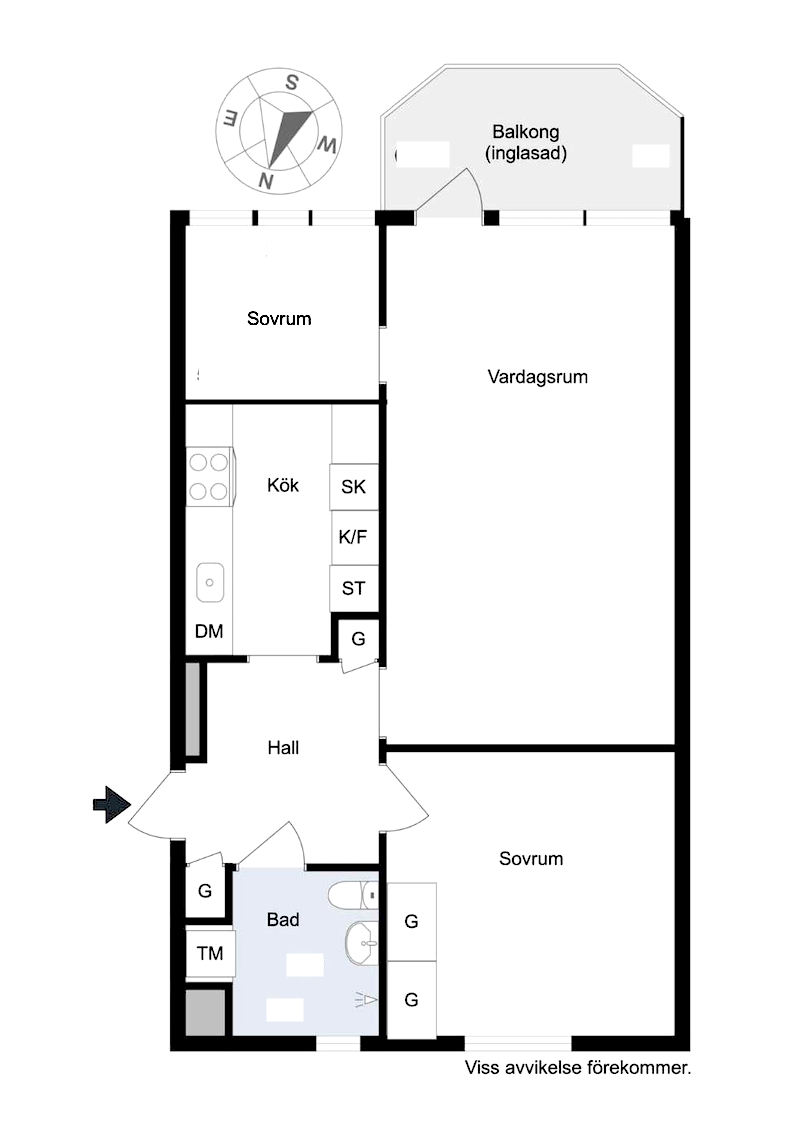 S
E
W
N
Balkong
(inglasad)
Sovrum
Vardagsrum
Kök
SK
K/F
ST
DM
G
Hall
Sovrum
G
Bad
G
TM
G
Viss avvikelse förekommer.